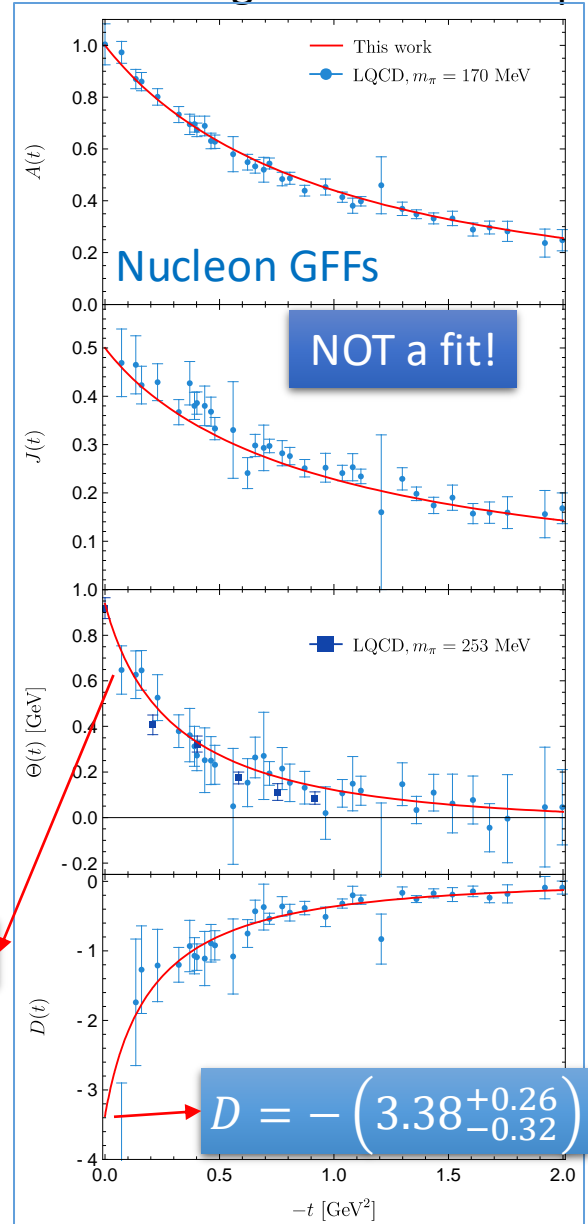 A(t)
1.0
0.8
0.6
0.4
0.2
0.0
This work
LQCD, mπ = 170 MeV
Nucleon GFFs
J(t)
0.5
0.4
0.3
0.2
0.1
NOT a fit!
Θ(t) [GeV]
1.0
0.8
0.6
0.4
0.2
0.0
- 0.2
LQCD, mπ = 253 MeV
D(t)
0
- 1
- 2
- 3
- 4
D = −(3.38 +0.26 −0.32)
0.0 0.5 1.0 1.5 2.0
−t [GeV²]